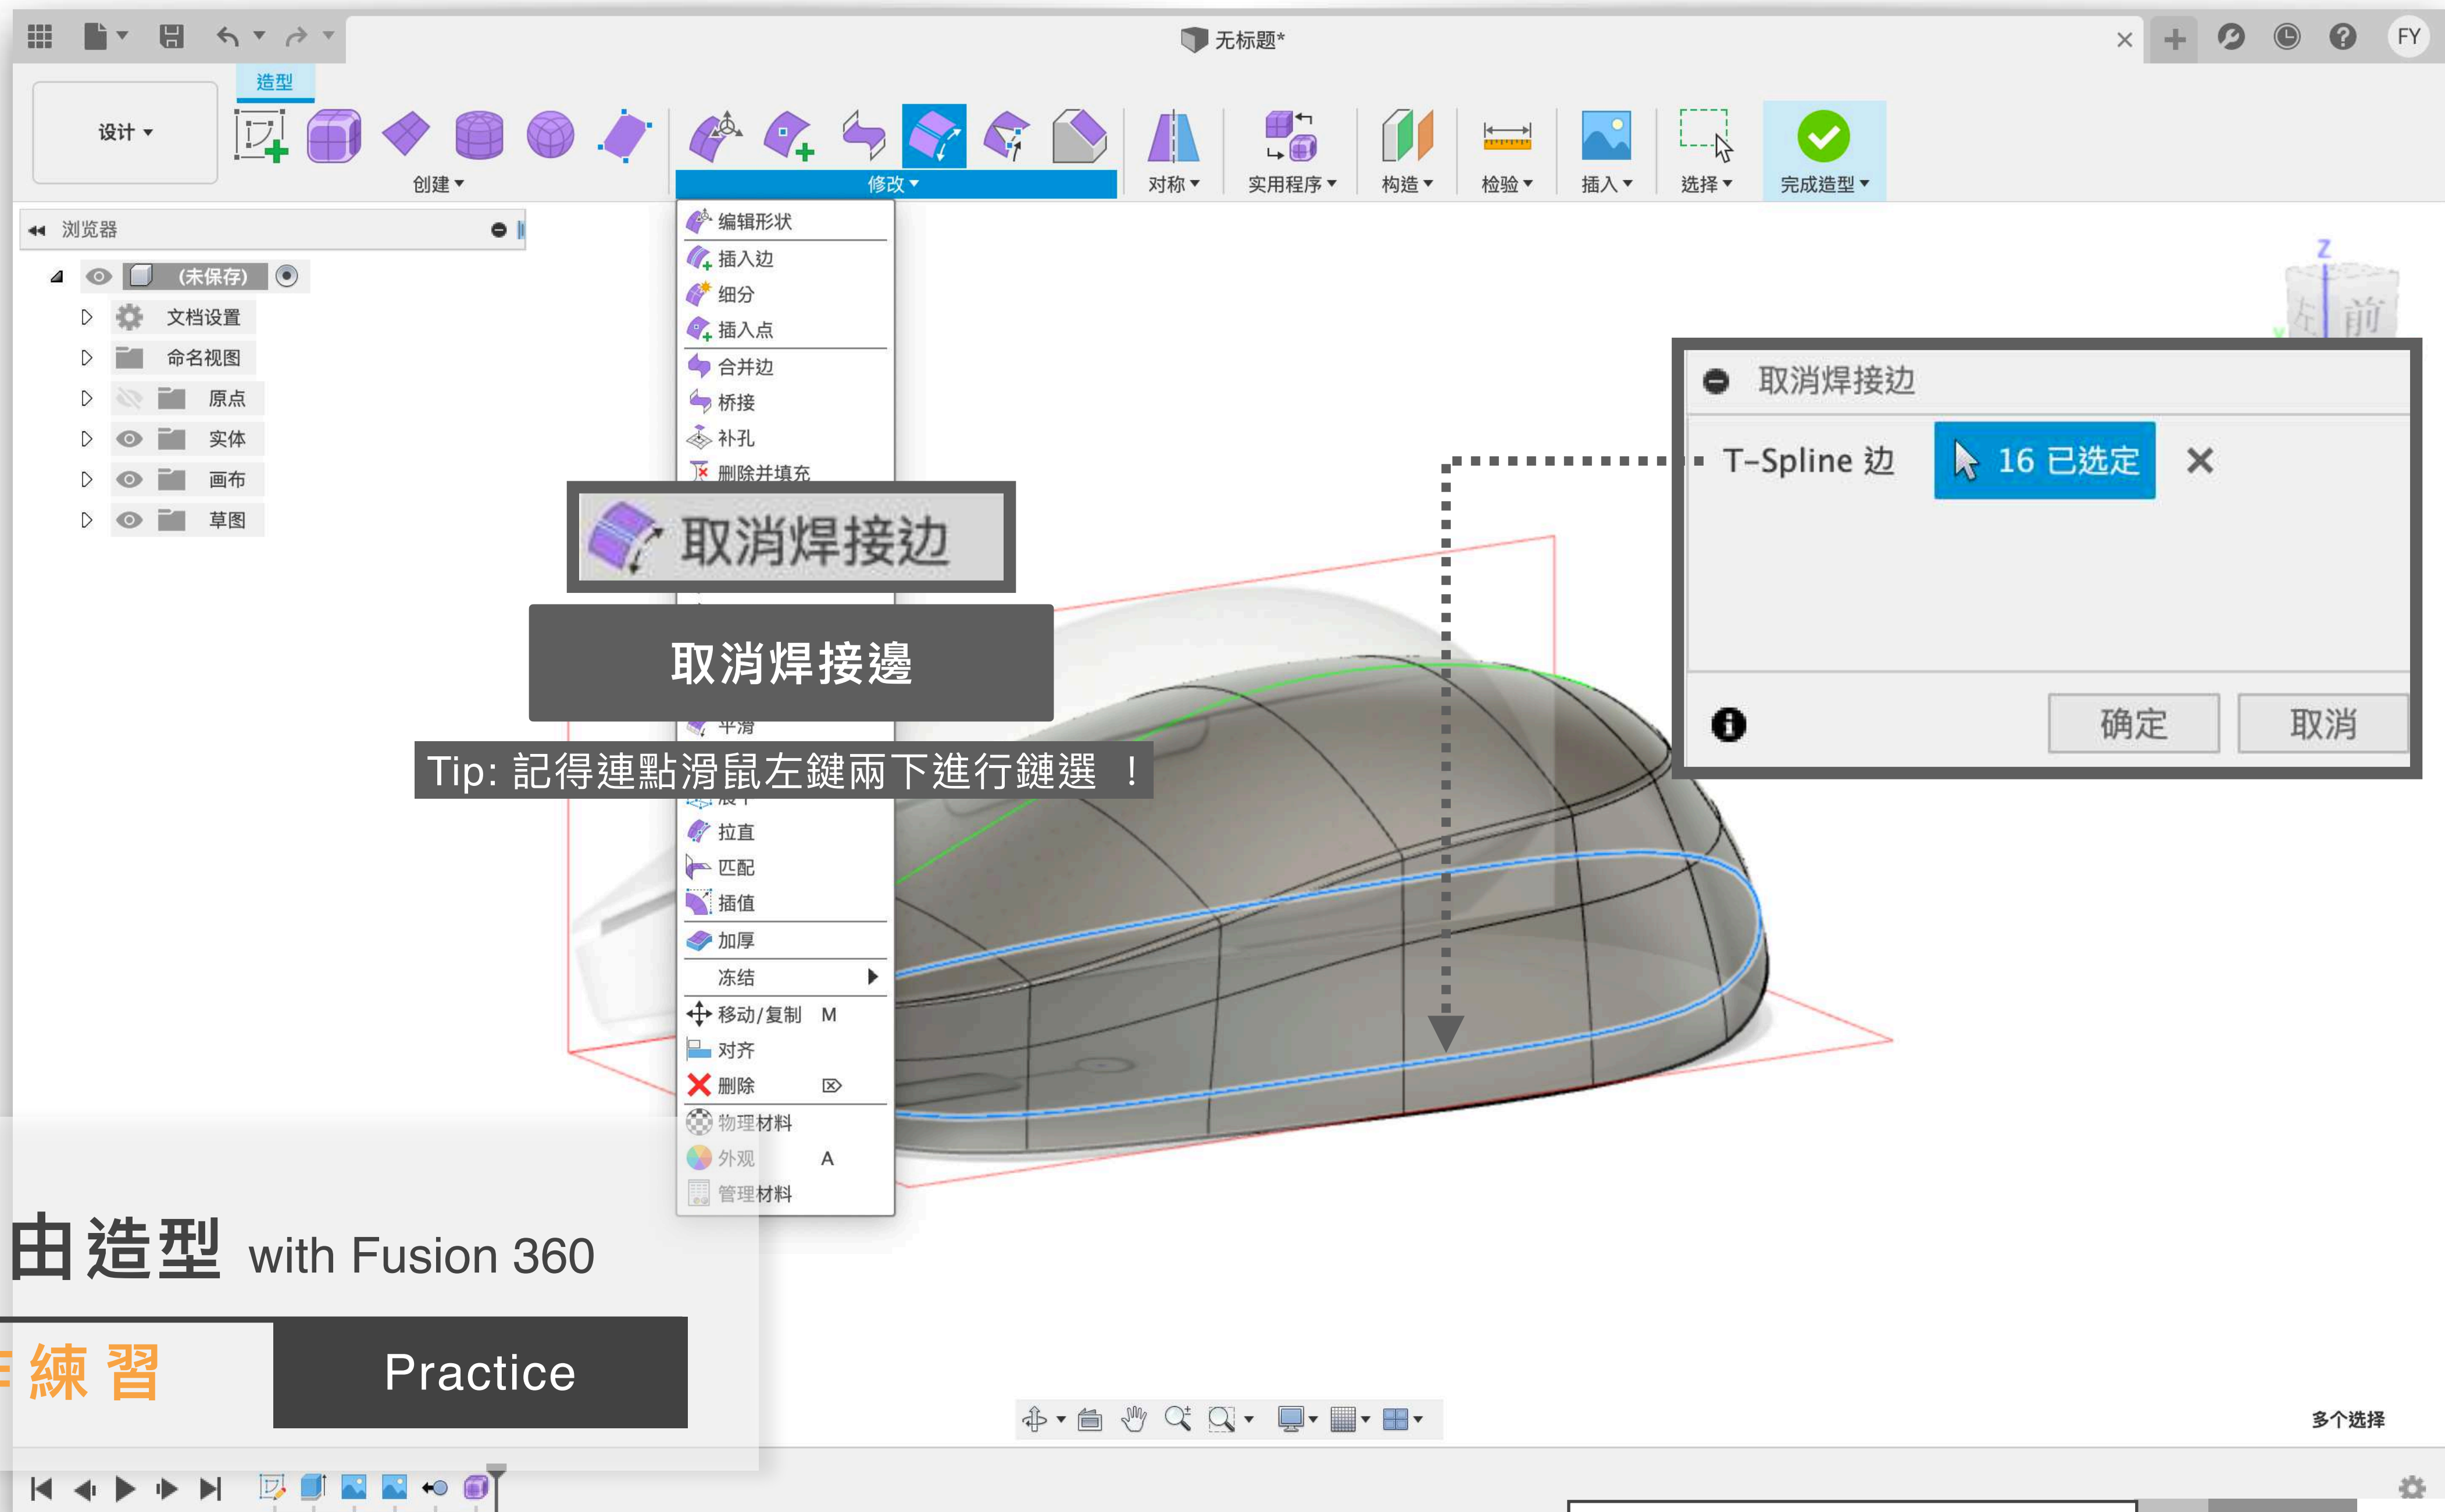 无标题*
FY
造型
设计
创建
修改
对称
实用程序
构造
检验
插入
选择
完成造型
浏览器
(未保存)
文档设置
命名视图
原点
实体
画布
草图
编辑形状
插入边
细分
插入点
合并边
桥接
补孔
删除并填充
取消焊接边
取消焊接邊
平滑
Tip: 記得連點滑鼠左鍵兩下進行鏈選 !
拉直
匹配
插值
加厚
冻结
移动/复制 M
对齐
删除
物理材料
外观 A
管理材料
Z
左 前
取消焊接边
T-Spline 边 16 已选定
确定 取消
由造型 with Fusion 360
練習
Practice
多个选择